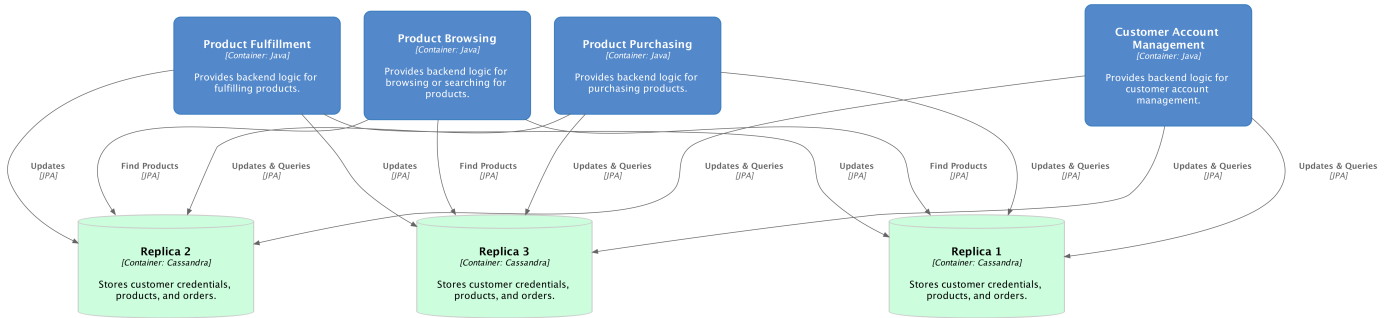 Product Fulfillment
[Container: Java]
Provides backend logic for
fulfilling products.
Product Browsing
[Container: Java]
Provides backend logic for
browsing or searching for
products.
Product Purchasing
[Container: Java]
Provides backend logic for
purchasing products.
Customer Account
Management
[Container: Java]
Provides backend logic for
customer account
management.
Updates
[JPA]
Find Products
[JPA]
Updates & Queries
[JPA]
Updates
[JPA]
Find Products
[JPA]
Updates & Queries
[JPA]
Updates & Queries
[JPA]
Updates
[JPA]
Find Products
[JPA]
Updates & Queries
[JPA]
Updates & Queries
[JPA]
Updates & Queries
[JPA]
Replica 2
[Container: Cassandra]
Stores customer credentials,
products, and orders.
Replica 3
[Container: Cassandra]
Stores customer credentials,
products, and orders.
Replica 1
[Container: Cassandra]
Stores customer credentials,
products, and orders.